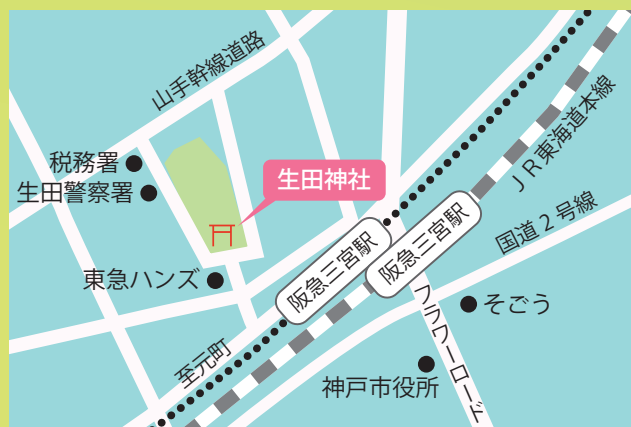 山手幹線道路
税務署
生田警察署
生田神社
JR東海道本線
国道2号線
東急ハンズ
阪急三宮駅
阪急三宮駅
そごう
フラワーロード
至元町
神戸市役所